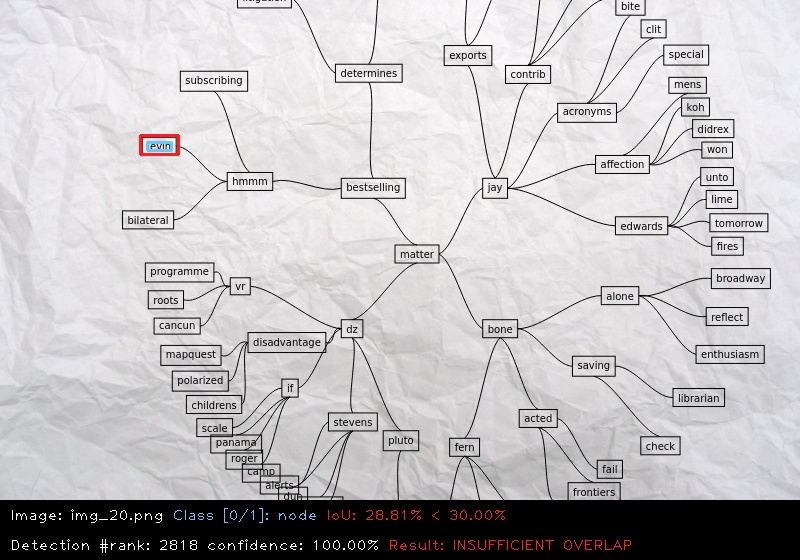 bite
clit
exports
special
determines
contrib
subscribing
mens
koh
acronyms
didrex
evin
won
affection
unto
hmmm
bestselling
jay
lime
bilateral
tomorrow
edwards
fires
matter
programme
broadway
vr
alone
roots
reflect
cancun
dz
bone
disadvantage
mapquest
enthusiasm
saving
polarized
if
librarian
childrens
acted
stevens
scale
pluto
panama
fern
check
roger
fail
camp
alerts
frontiers
Image: img_20.png Class [0/1]: node IoU: 28.81% < 30.00%
Detection #rank: 2818 confidence: 100.00% Result: INSUFFICIENT OVERLAP